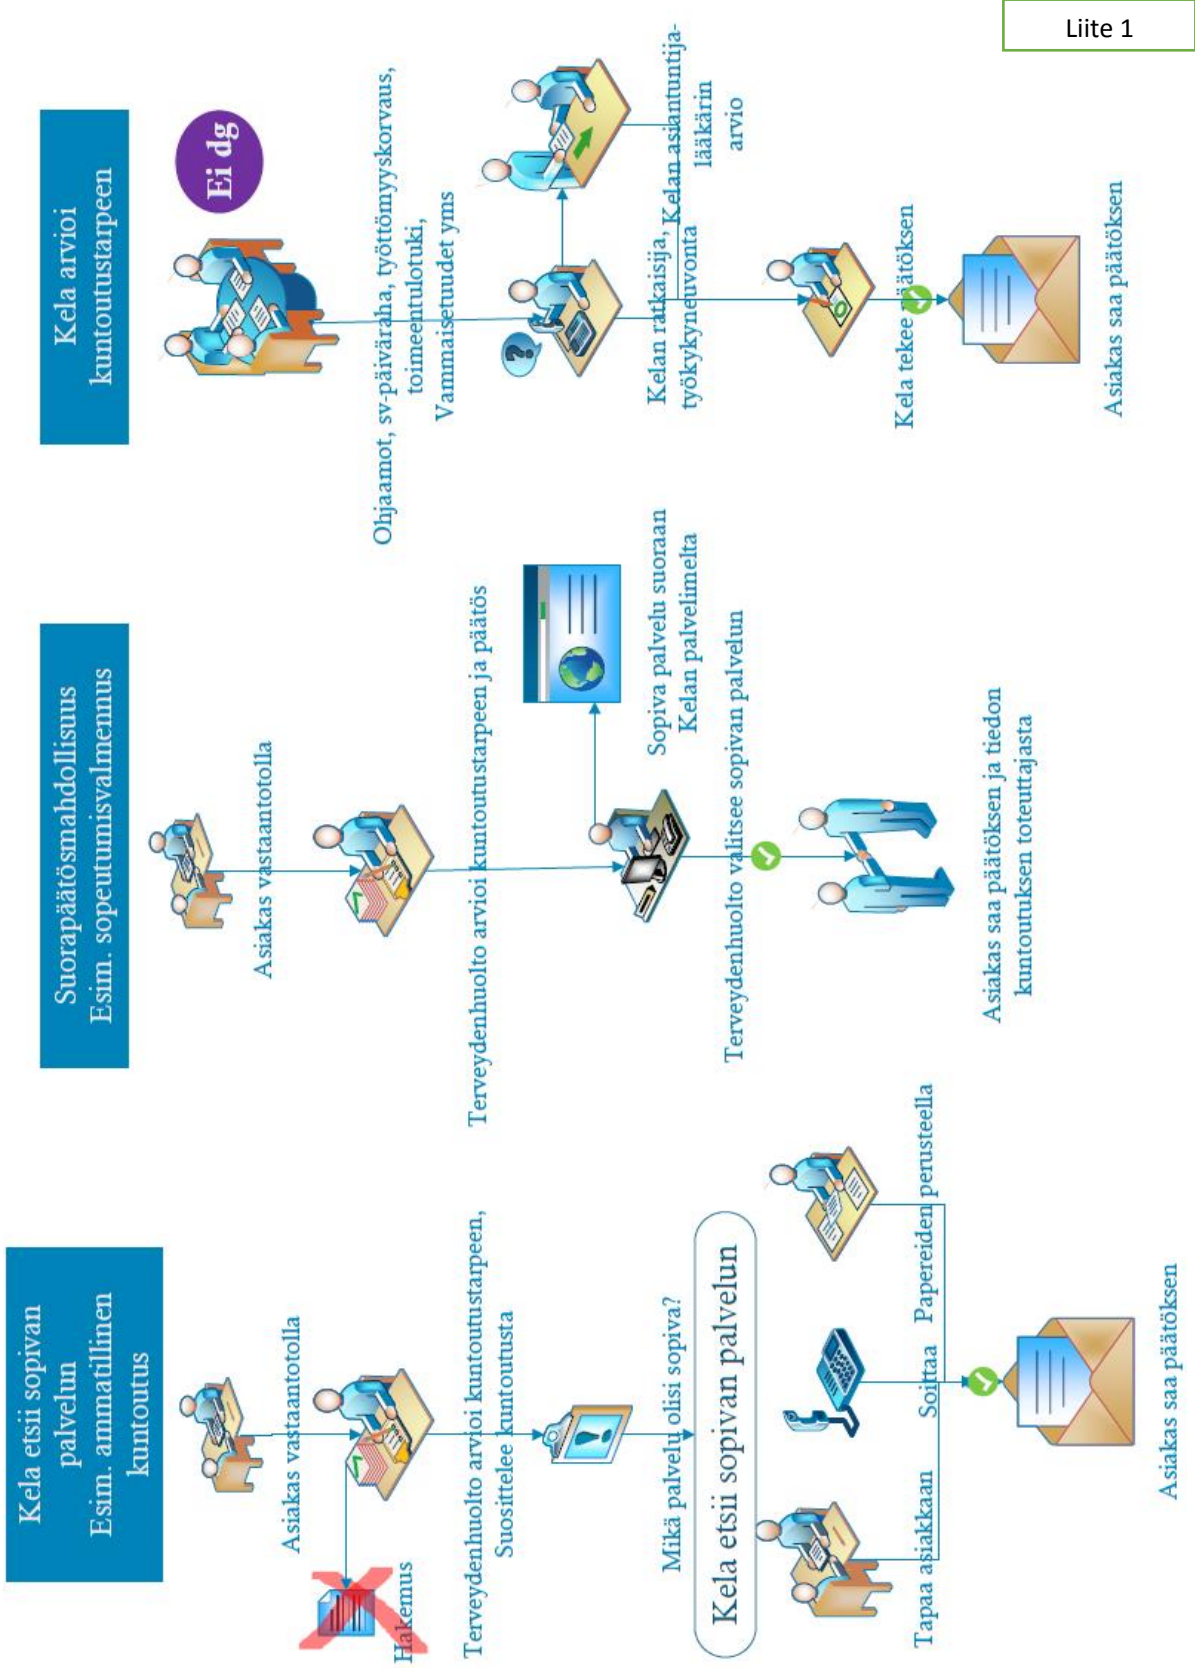 Liite 1
Kela etsii sopivan
palvelun
Esim. ammatillinen
kuntoutus
Asiakas vastaantotolla
Hakemus
Terveydenhuolto arvioi kuntoutustarpeen,
Suosittelee kuntoutusta
Mikä palvelu olisi sopiva?
Kela etsii sopivan palvelun
Tapaa asiakkaan
Soittaa
Papereiden perusteella
Asiakas saa päätöksen
Suorapäätösmahdollisuus
Esim. sopeutumisvalmennus
Asiakas vastaantotolla
Terveydenhuolto arvioi kuntoutustarpeen ja päätös
Sopiva palvelu suoraan
Kelan palvelimelta
Terveydenhuolto valitsee sopivan palvelun
Asiakas saa päätöksen ja tiedon
kuntoutuksen toteuttajasta
Kela arvioi
kuntoutustarpeen
Ei dg
Ohjaamot, sv-päiväraha, työttömyyskorvaus,
toimeentulotuki,
Vammaisetuudet yms
?
Kelan ratkaisija,
työkykyneuvonta
Kelan asiantuntija-
lääkärin
arvio
Kela tekee päätöksen
Asiakas saa päätöksen